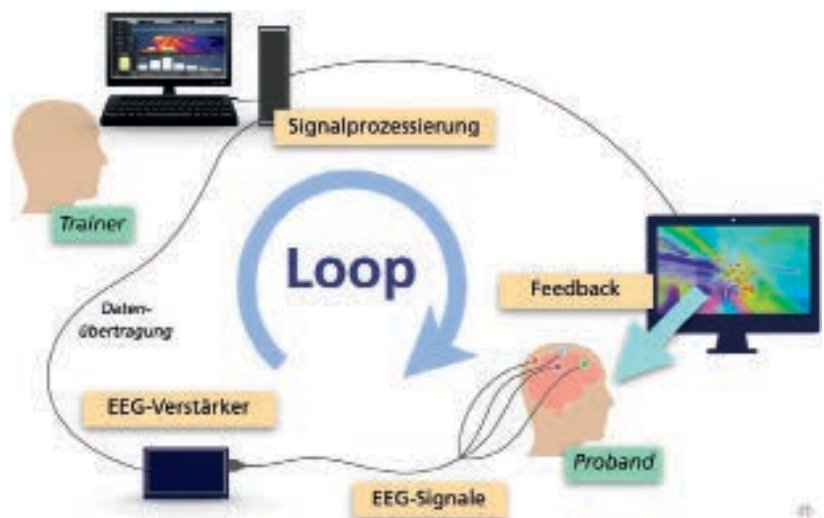 Signalprozessierung
Trainer
Loop
Feedback
Daten-
übertragung
EEG-Verstärker
Proband
EEG-Signale